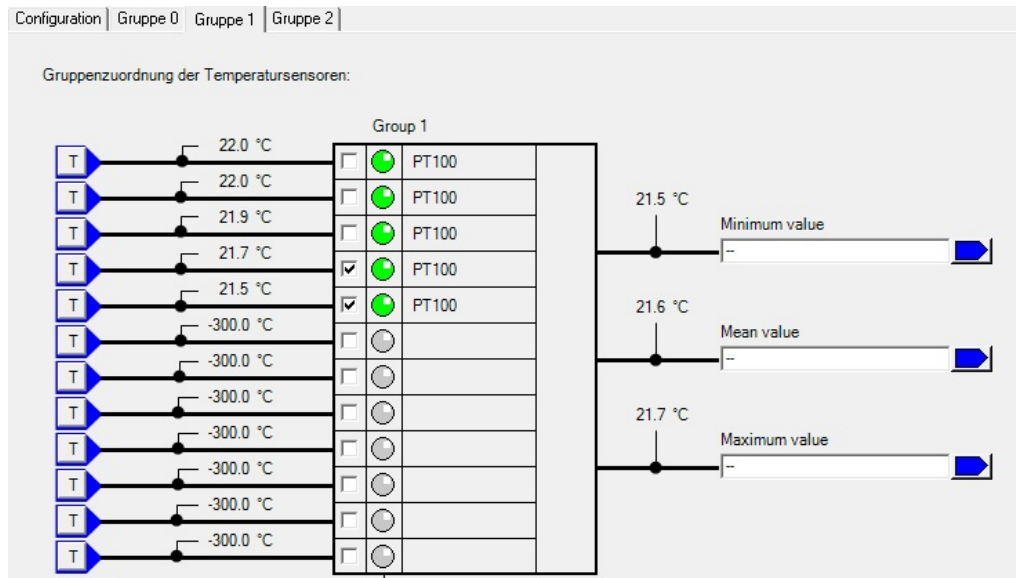 Configuration Gruppe 0 Gruppe 1 Gruppe 2
Gruppenzuordnung der Temperatursensoren:
Group 1
T 22.0 °C PT100
T 22.0 °C PT100
T 21.9 °C PT100
T 21.7 °C PT100
T 21.5 °C PT100
T -300.0 °C
T -300.0 °C
T -300.0 °C
T -300.0 °C
T -300.0 °C
T -300.0 °C
T -300.0 °C
21.5 °C
Minimum value
--
21.6 °C
Mean value
--
21.7 °C
Maximum value
--